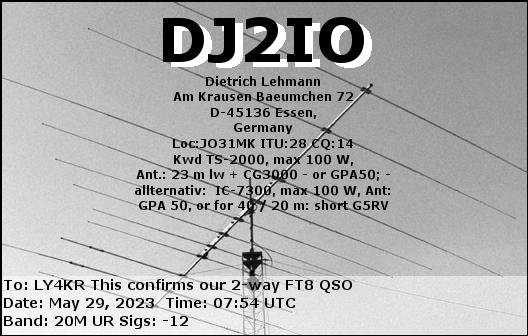 DJ2IO
Dietrich Lehmann
Am Krausen Baeumchen 72
D-45136 Essen,
Germany
Loc:JO31MK ITU:28 CQ:14
Kwd TS-2000, max 100 W,
Ant.: 23 m lw + CG3000 - or GPA50; -
allternativ: IC-7300, max 100 W, Ant:
GPA 50, or for 40 / 20 m: short G5RV
To: LY4KR This confirms our 2-way FT8 QSO
Date: May 29, 2023 Time: 07:54 UTC
Band: 20M UR Sigs: -12